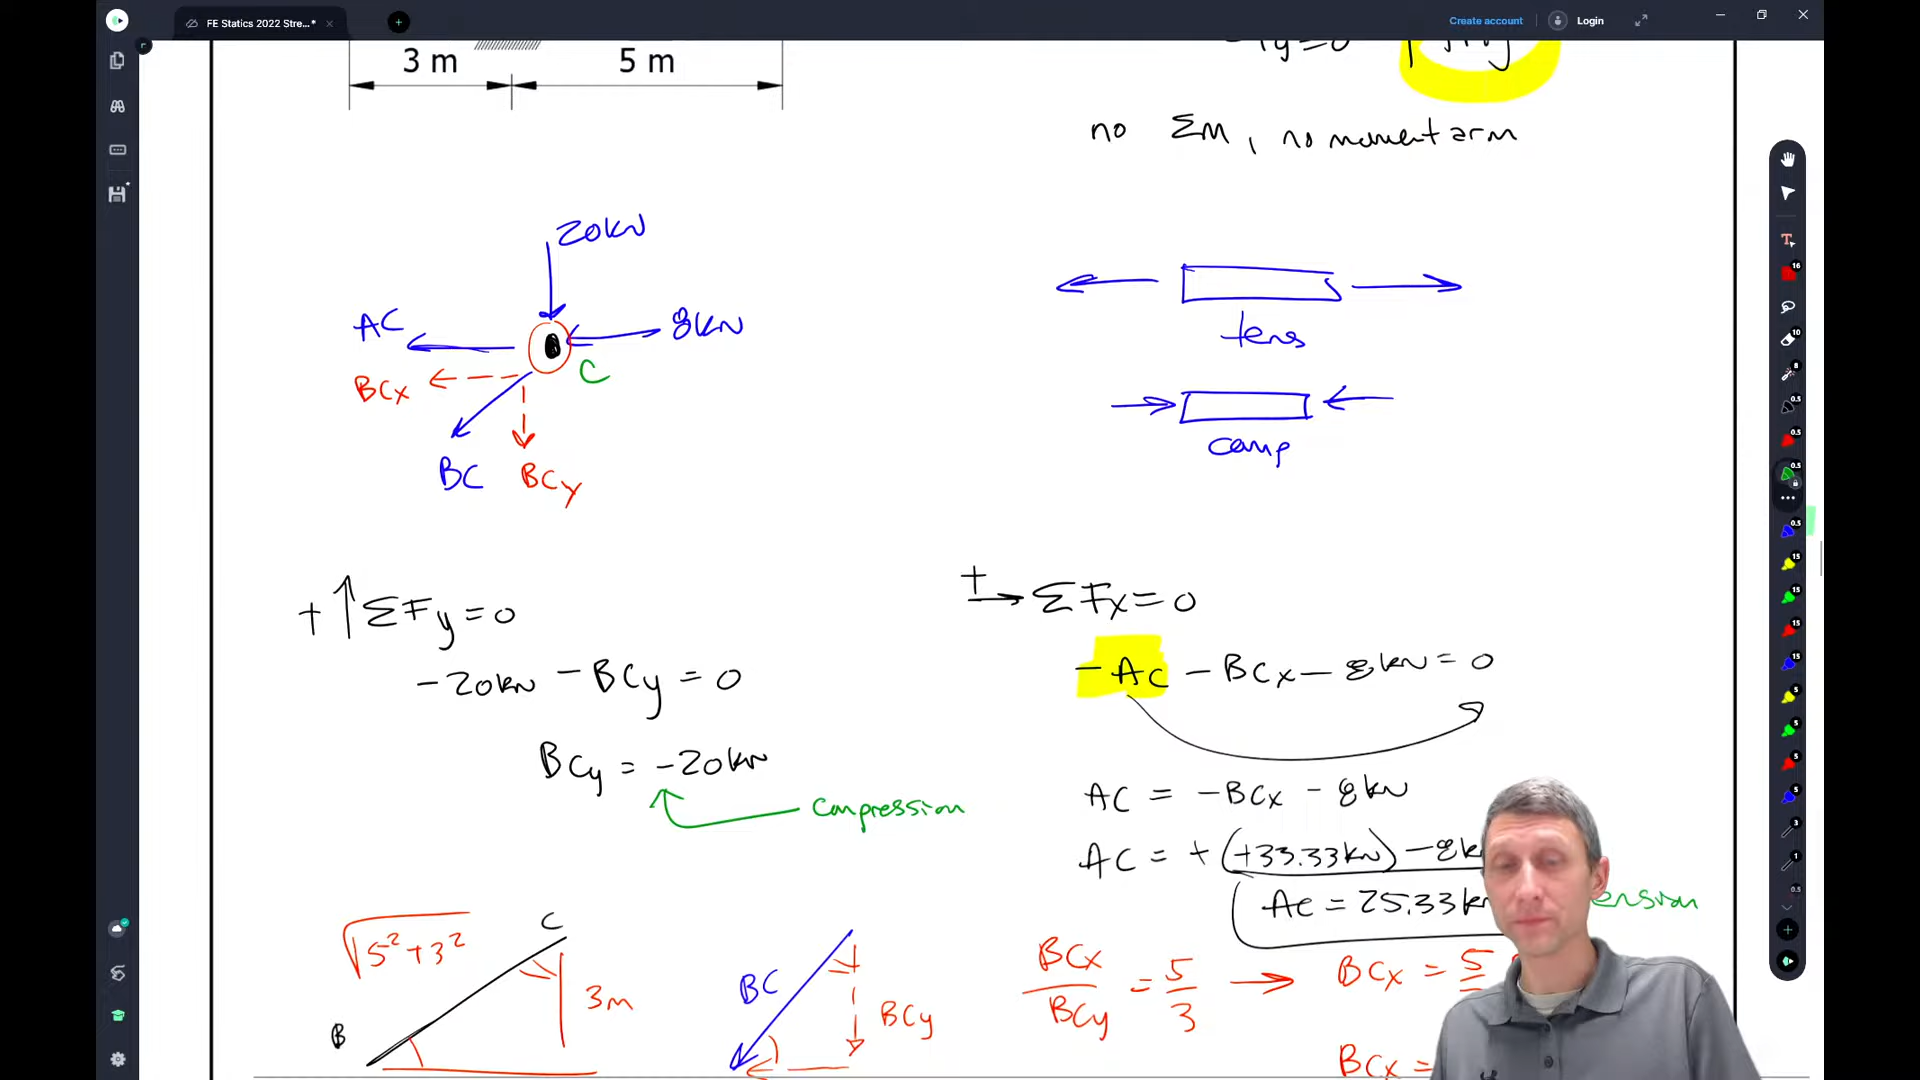 FE Statics 2022 Stre...*
Create account
Login
3 m
5 m
no ΣM, no moment arm
20kN
AC
8kN
BCx
C
BC
BCy
tens
comp
+↑ΣFy=0
-20kN - BCy = 0
BCy = -20kN
Conpression
+→ ΣFx=0
-AC - BCx - 8kN = 0
AC = -BCx - 8kN
AC = +(+33.33kN) - 8k
AC = 25.33k
ension
√5²+3²
C
3m
B
BC
BCy
BCx/BCy = 5/3 → BCx = 5
BCx =